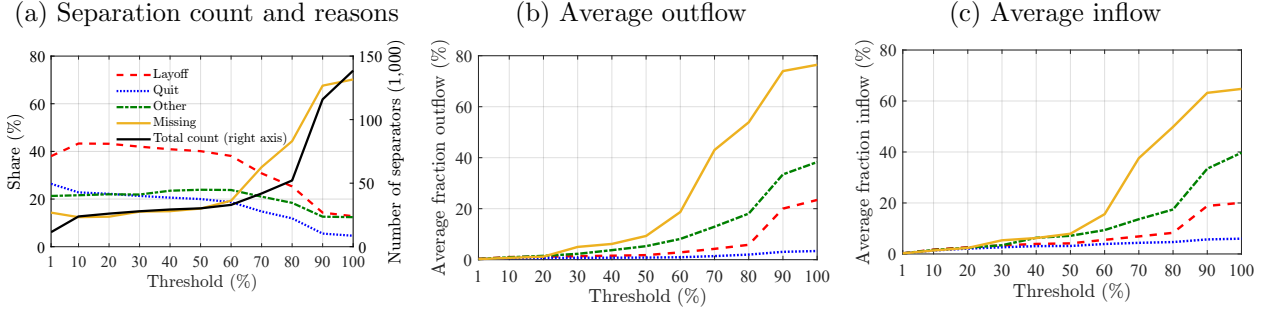 (a) Separation count and reasons
80
60
40
20
0
150
100
50
0
Share (%)
Number of separators (1,000)
Layoff
Quit
Other
Missing
Total count (right axis)
1 10 20 30 40 50 60 70 80 90 100
Threshold (%)
(b) Average outflow
80
60
40
20
0
Average fraction outflow (%)
1 10 20 30 40 50 60 70 80 90 100
Threshold (%)
(c) Average inflow
80
60
40
20
0
Average fraction inflow (%)
1 10 20 30 40 50 60 70 80 90 100
Threshold (%)